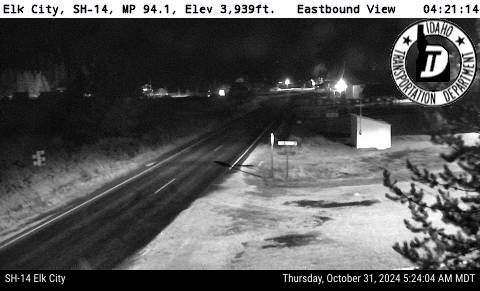 Elk City, SH-14, MP 94.1, Elev 3,939ft. Eastbound View 04:21:14
IDAHO
TRANSPORTATION DEPARTMENT
SH-14 Elk City Thursday, October 31, 2024 5:24:04 AM MDT